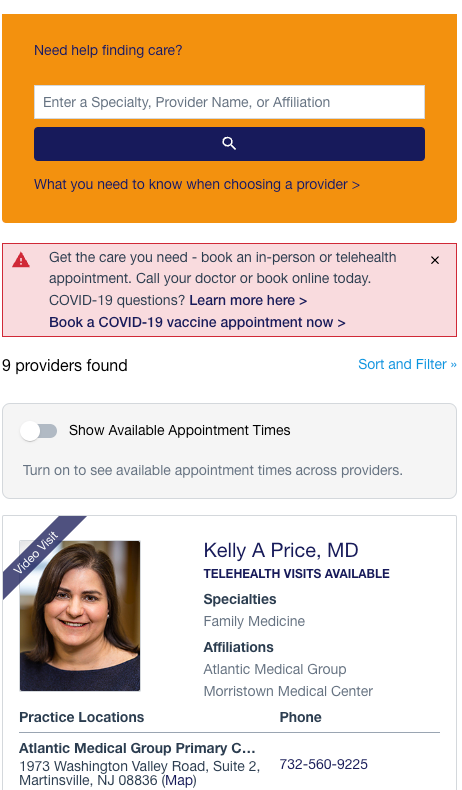 Need help finding care?
Enter a Specialty, Provider Name, or Affiliation
What you need to know when choosing a provider >
Get the care you need - book an in-person or telehealth
appointment. Call your doctor or book online today.
COVID-19 questions? Learn more here >
Book a COVID-19 vaccine appointment now >
×
9 providers found
Sort and Filter »
Show Available Appointment Times
Turn on to see available appointment times across providers.
Video Visit
Kelly A Price, MD
TELEHEALTH VISITS AVAILABLE
Specialties
Family Medicine
Affiliations
Atlantic Medical Group
Morristown Medical Center
Practice Locations
Phone
Atlantic Medical Group Primary C...
1973 Washington Valley Road, Suite 2,
Martinsville, NJ 08836 (Map)
732-560-9225